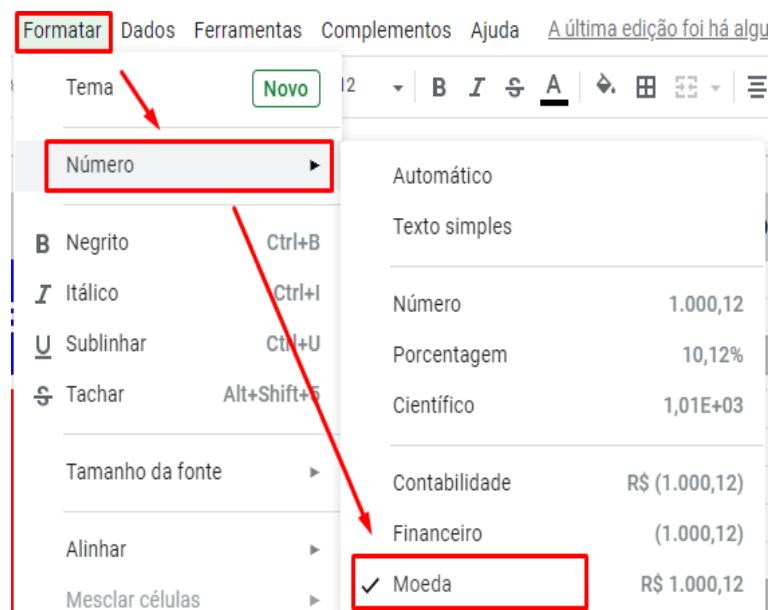 Formatar Dados Ferramentas Complementos Ajuda A última edição foi há algu
Tema Novo
12 B I S A
Número
Negrito Ctrl+B
Itálico Ctrl+I
Sublinhar Ctrl+U
Tachar Alt+Shift+5
Tamanho da fonte
Alinhar
Mesclar células
Automático
Texto simples
Número 1.000,12
Porcentagem 10,12%
Científico 1,01E+03
Contabilidade R$ (1.000,12)
Financeiro (1.000,12)
Moeda R$ 1.000,12